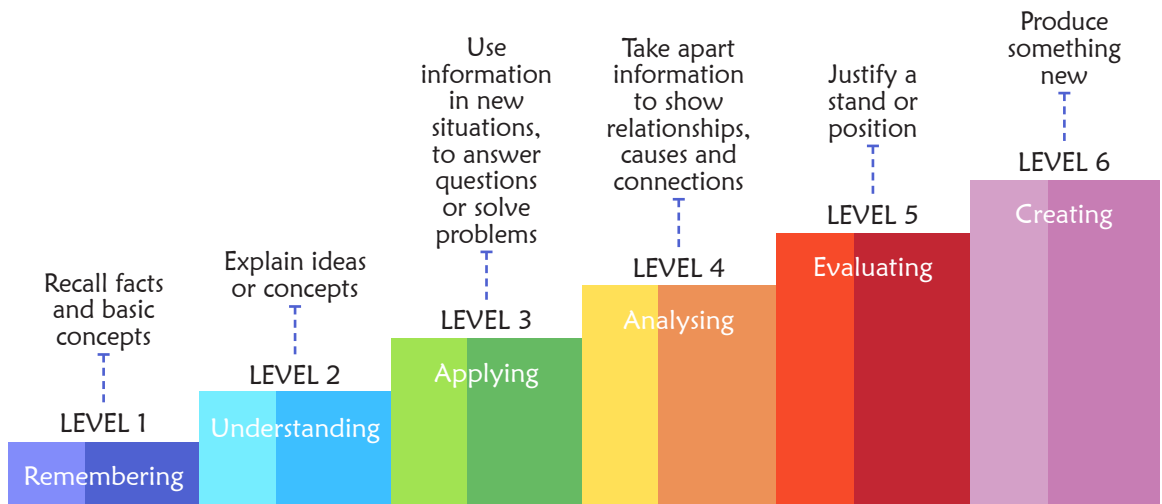 Recall facts
and basic
concepts
LEVEL 1
Remembering
Explain ideas
or concepts
LEVEL 2
Understanding
Use
information
in new
situations,
to answer
questions
or solve
problems
LEVEL 3
Applying
Take apart
information
to show
relationships,
causes and
connections
LEVEL 4
Analysing
Justify a
stand or
position
LEVEL 5
Evaluating
Produce
something
new
LEVEL 6
Creating